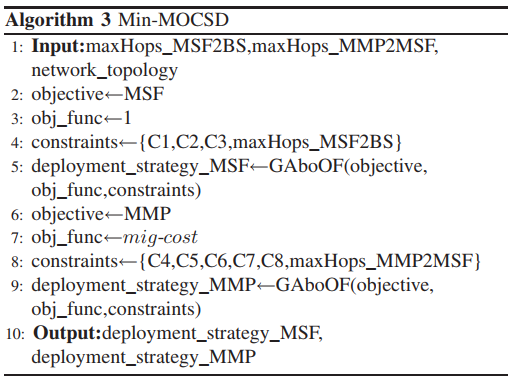 Algorithm 3 Min-MOCSD
1: Input:maxHops_MSF2BS,maxHops_MMP2MSF,
network_topology
2: objective←MSF
3: obj_func←1
4: constraints←{C1,C2,C3,maxHops_MSF2BS}
5: deployment_strategy_MSF←GAboOF(objective,
obj_func,constraints)
6: objective←MMP
7: obj_func←mig-cost
8: constraints←{C4,C5,C6,C7,C8,maxHops_MMP2MSF}
9: deployment_strategy_MMP←GAboOF(objective,
obj_func,constraints)
10: Output:deployment_strategy_MSF,
deployment_strategy_MMP